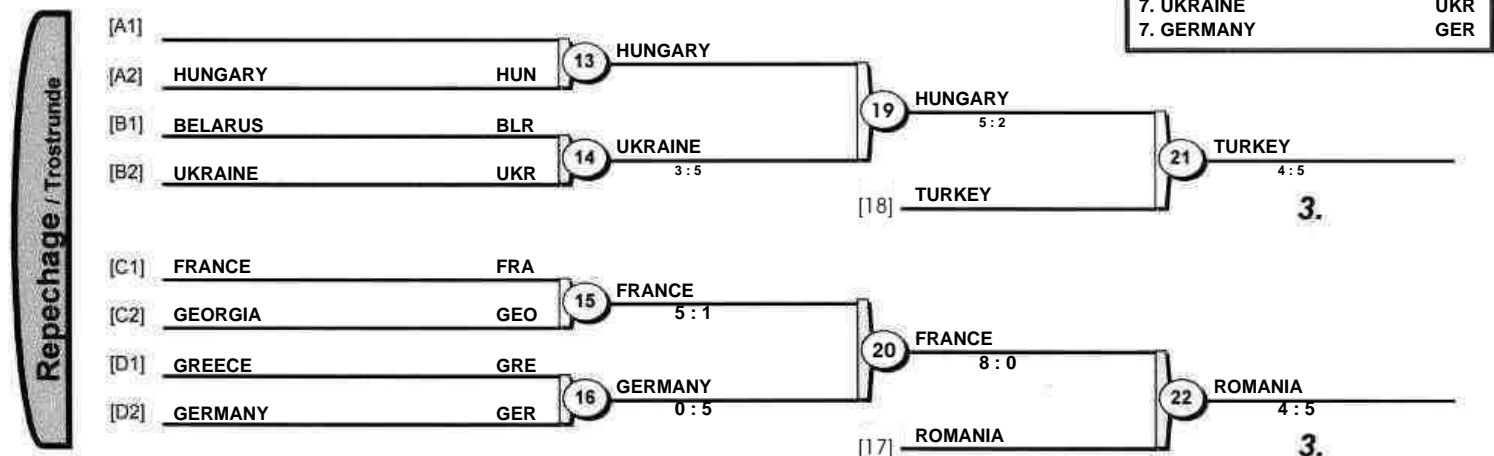 7. UKRAINE UKR
7. GERMANY GER
Repechage / Trostrunde
[A1]
[A2] HUNGARY HUN
13 HUNGARY
[B1] BELARUS BLR
[B2] UKRAINE UKR
14 UKRAINE
3 : 5
19 HUNGARY
5 : 2
[18] TURKEY
21 TURKEY
4 : 5
3.
[C1] FRANCE FRA
[C2] GEORGIA GEO
15 FRANCE
5 : 1
[D1] GREECE GRE
[D2] GERMANY GER
16 GERMANY
0 : 5
20 FRANCE
8 : 0
[17] ROMANIA
22 ROMANIA
4 : 5
3.